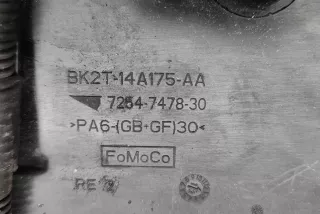 BK2T-14A175-AA
7254-7478-30
>PA6-(GB+GF)30<
FoMoCo
RE